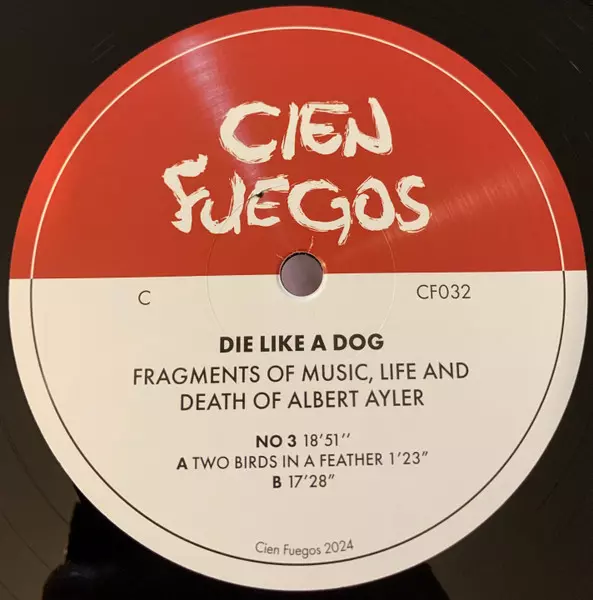 CIEN
FUEGOS
C CF032
DIE LIKE A DOG
FRAGMENTS OF MUSIC, LIFE AND
DEATH OF ALBERT AYLER
NO 3 18’51’’
A TWO BIRDS IN A FEATHER 1’23”
B 17’28”
Cien Fuegos 2024